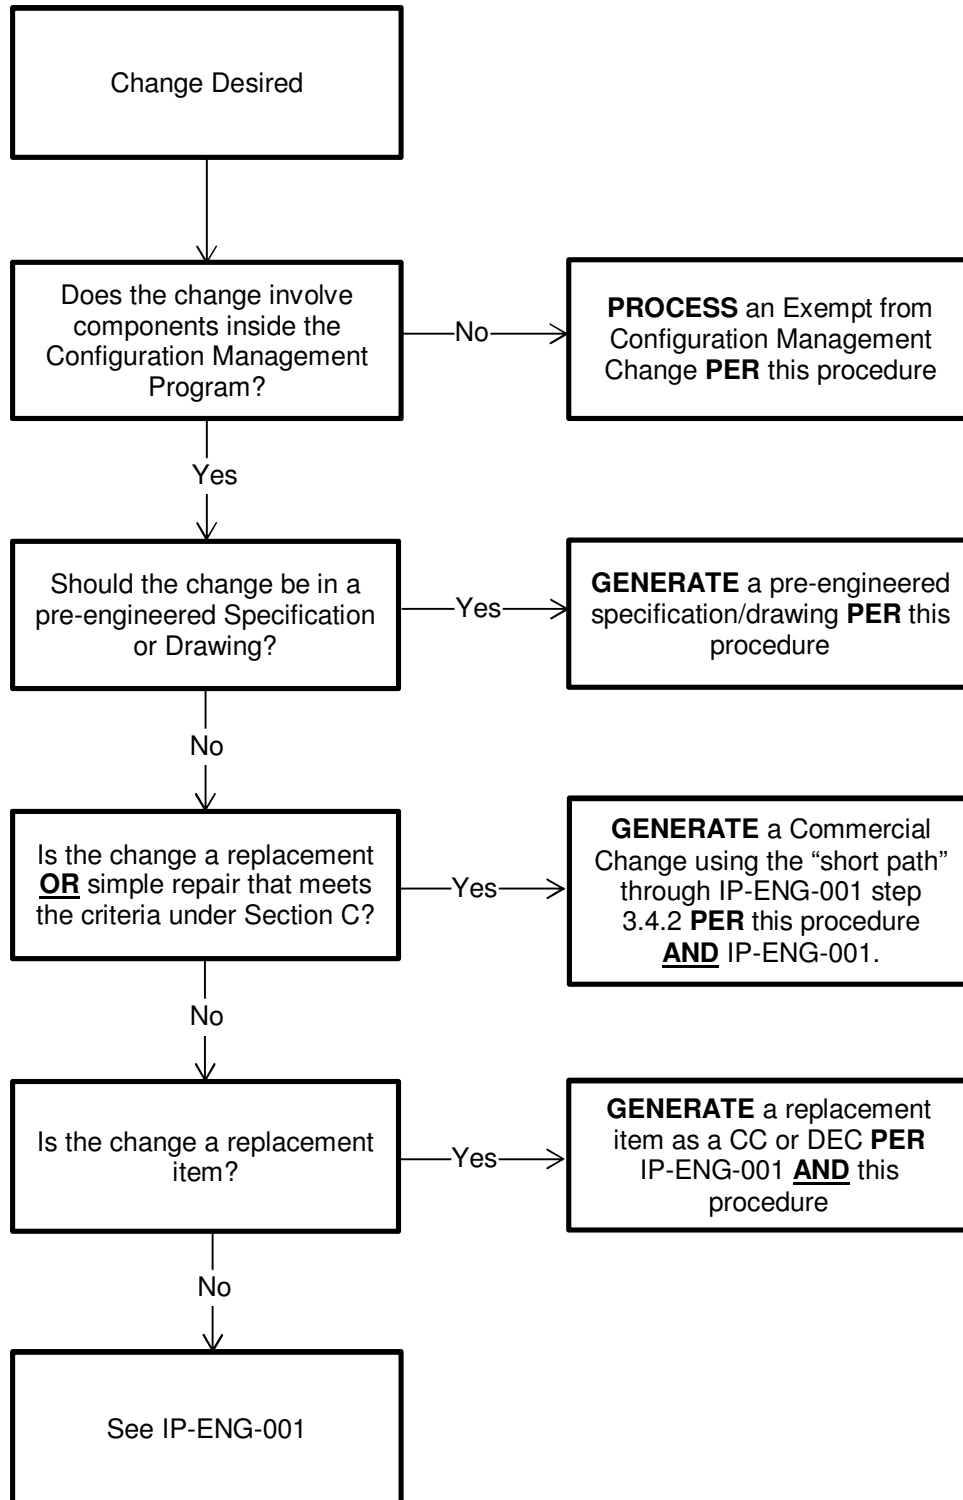 Change Desired
Does the change involve
components inside the
Configuration Management
Program?
No
PROCESS an Exempt from
Configuration Management
Change PER this procedure
Yes
Should the change be in a
pre-engineered Specification
or Drawing?
Yes
GENERATE a pre-engineered
specification/drawing PER this
procedure
No
Is the change a replacement
OR simple repair that meets
the criteria under Section C?
Yes
GENERATE a Commercial
Change using the “short path”
through IP-ENG-001 step
3.4.2 PER this procedure
AND IP-ENG-001.
No
Is the change a replacement
item?
Yes
GENERATE a replacement
item as a CC or DEC PER
IP-ENG-001 AND this
procedure
No
See IP-ENG-001